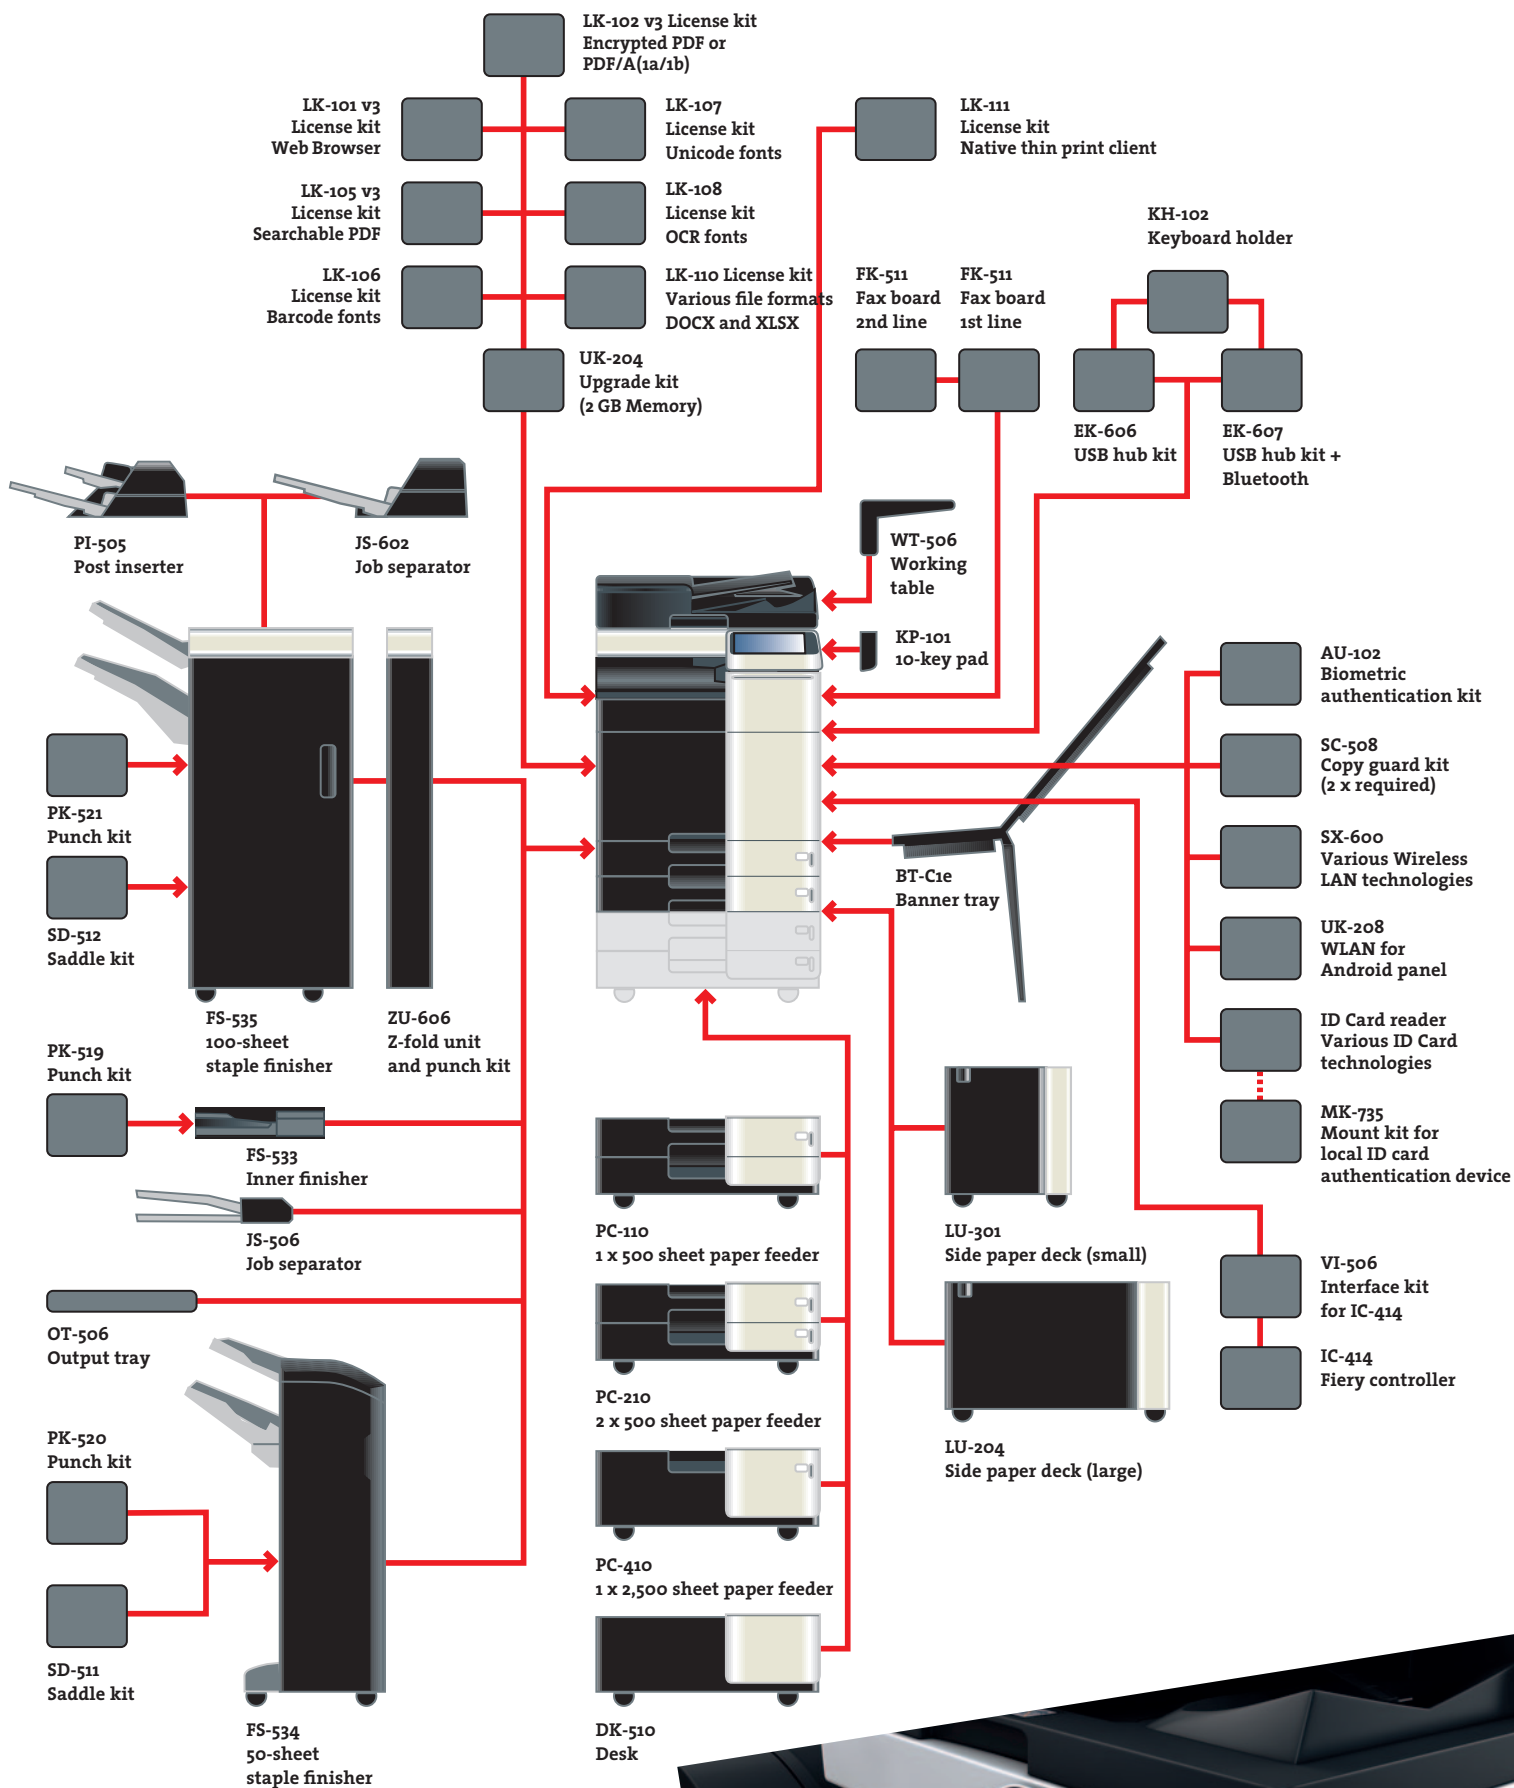 LK-102 v3 License kit
Encrypted PDF or
PDF/A(1a/1b)
LK-101 v3
License kit
Web Browser
LK-107
License kit
Unicode fonts
LK-111
License kit
Native thin print client
LK-105 v3
License kit
Searchable PDF
LK-108
License kit
OCR fonts
KH-102
Keyboard holder
LK-106
License kit
Barcode fonts
LK-110 License kit
Various file formats
DOCX and XLSX
FK-511
Fax board
2nd line
FK-511
Fax board
1st line
UK-204
Upgrade kit
(2 GB Memory)
EK-606
USB hub kit
EK-607
USB hub kit +
Bluetooth
PI-505
Post inserter
JS-602
Job separator
WT-506
Working
table
KP-101
10-key pad
AU-102
Biometric
authentication kit
SC-508
Copy guard kit
(2 x required)
PK-521
Punch kit
SX-600
Various Wireless
LAN technologies
BT-C1e
Banner tray
SD-512
Saddle kit
UK-208
WLAN for
Android panel
FS-535
100-sheet
staple finisher
ZU-606
Z-fold unit
and punch kit
ID Card reader
Various ID Card
technologies
PK-519
Punch kit
MK-735
Mount kit for
local ID card
authentication device
FS-533
Inner finisher
JS-506
Job separator
PC-110
1 x 500 sheet paper feeder
LU-301
Side paper deck (small)
VI-506
Interface kit
for IC-414
OT-506
Output tray
IC-414
Fiery controller
PC-210
2 x 500 sheet paper feeder
LU-204
Side paper deck (large)
PK-520
Punch kit
PC-410
1 x 2,500 sheet paper feeder
SD-511
Saddle kit
FS-534
50-sheet
staple finisher
DK-510
Desk